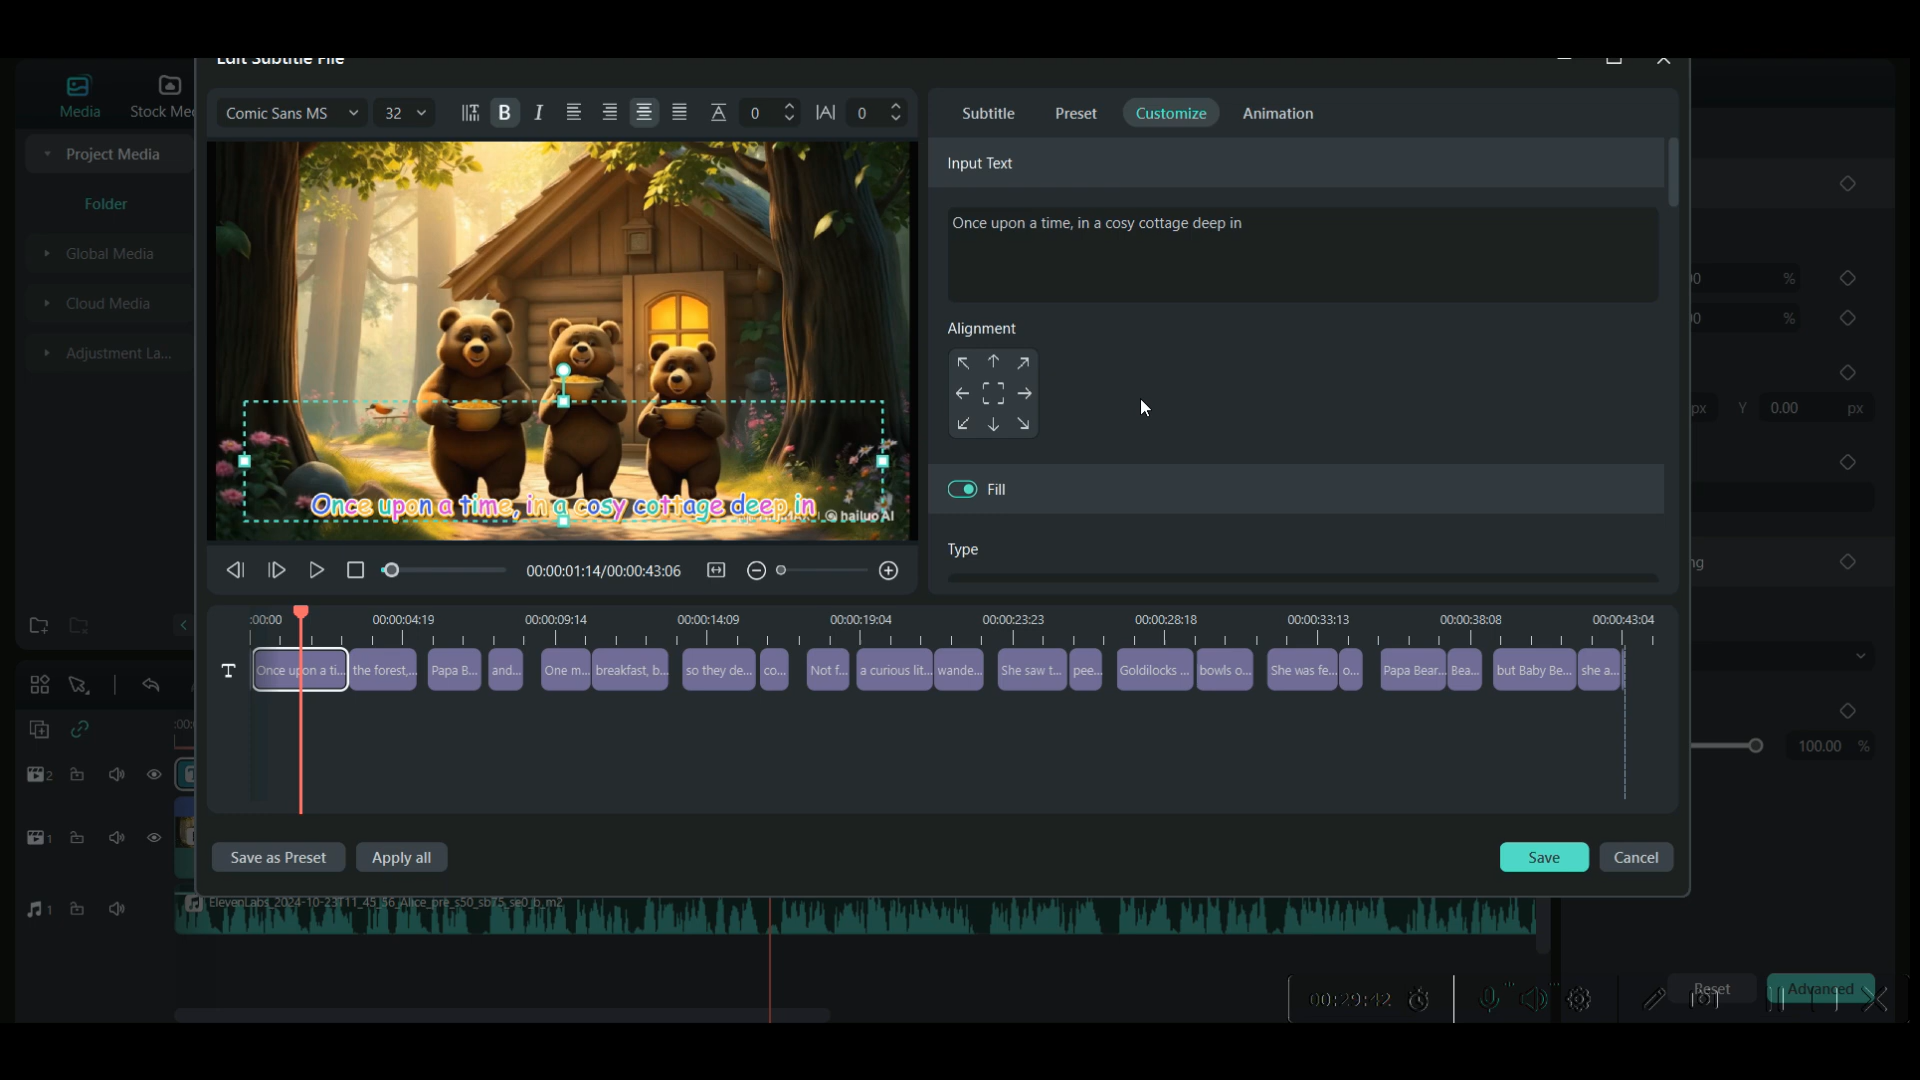 Edit Subtitle File
Media
Stock Me
Project Media
Folder
Global Media
Cloud Media
Adjustment La...
Comic Sans MS
32
B
I
0
0
Subtitle
Preset
Customize
Animation
Input Text
Once upon a time, in a cosy cottage deep in
Alignment
Fill
Type
Once upon a time, in a cosy cottage deep in
hailuo AI
00:00:01:14/00:00:43:06
:00:00
00:00:04:19
00:00:09:14
00:00:14:09
00:00:19:04
00:00:23:23
00:00:28:18
00:00:33:13
00:00:38:08
00:00:43:04
T
Once upon a ti...
the forest,...
Papa B...
and...
One m...
breakfast, b...
so they de...
co...
Not f...
a curious lit...
wande...
She saw t...
pee...
Goldilocks ...
bowls o...
She was fe...
o...
Papa Bear...
Bea...
but Baby Be...
she a...
Save as Preset
Apply all
Save
Cancel
%
%
px
Y
0.00
px
ng
100.00
%
2
1
1
ElevenLabs_2024-10-23T11_45_56_Alice_pre_s50_sb75_se0_b_m2
00:29:42
Reset
Advanced